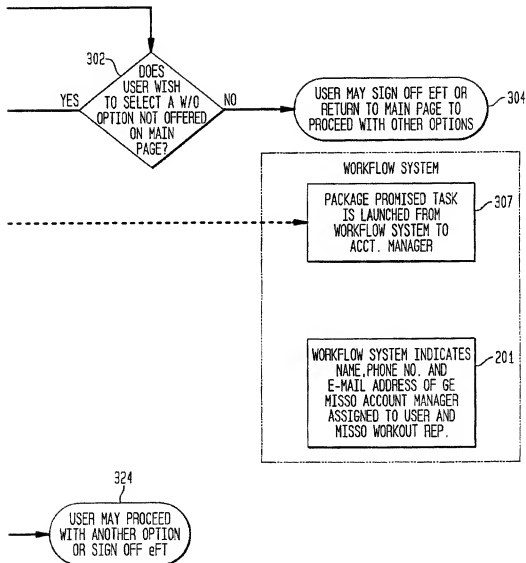 302
DOES
USER WISH
TO SELECT A W/O
OPTION NOT OFFERED
ON MAIN
PAGE?
YES
NO
USER MAY SIGN OFF EFT OR
RETURN TO MAIN PAGE TO
PROCEED WITH OTHER OPTIONS
304
WORKFLOW SYSTEM
PACKAGE PROMISED TASK
IS LAUNCHED FROM
WORKFLOW SYSTEM TO
ACCT. MANAGER
307
WORKFLOW SYSTEM INDICATES
NAME,PHONE NO. AND
E-MAIL ADDRESS OF GE
MISSO ACCOUNT MANAGER
ASSIGNED TO USER AND
MISSO WORKOUT REP.
201
324
USER MAY PROCEED
WITH ANOTHER OPTION
OR SIGN OFF eFT